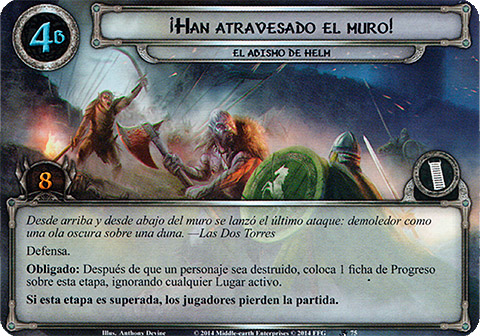 4B
¡HAN ATRAVESADO EL MURO!
EL ABISMO DE HELM
8
Desde arriba y desde abajo del muro se lanzó el último ataque: demoledor como
una ola oscura sobre una duna. —Las Dos Torres
Defensa.
Obligado: Después de que un personaje sea destruido, coloca 1 ficha de Progreso
sobre esta etapa, ignorando cualquier Lugar activo.
Si esta etapa es superada, los jugadores pierden la partida.
Illus. Anthony Devine © 2014 Middle-earth Enterprises © 2014 FFG 75